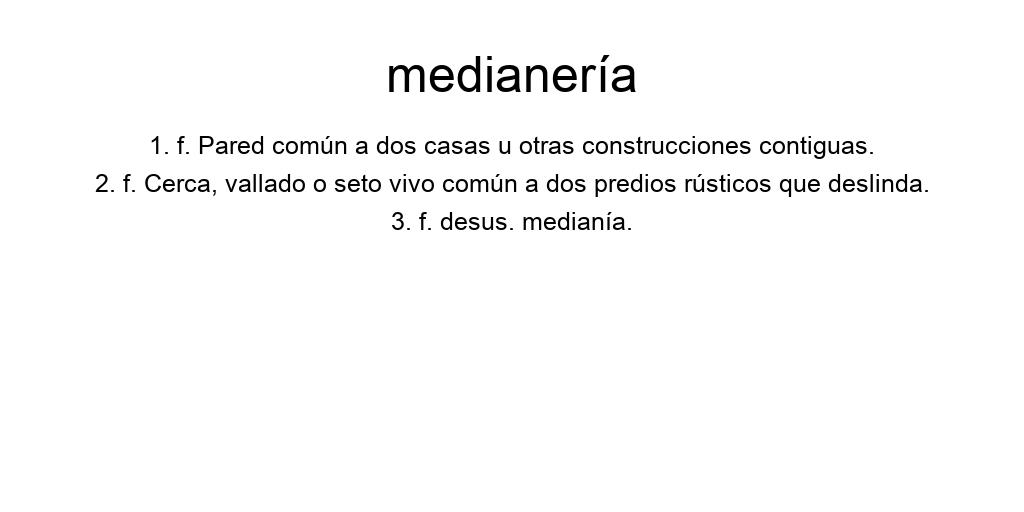 medianería
1. f. Pared común a dos casas u otras construcciones contiguas.
2. f. Cerca, vallado o seto vivo común a dos predios rústicos que deslinda.
3. f. desus. medianía.